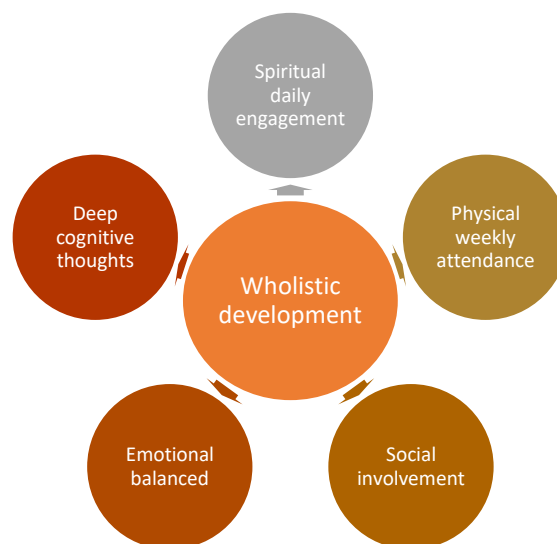 Spiritual
daily
engagement
Deep
cognitive
thoughts
Physical
weekly
attendance
Wholistic
development
Emotional
balanced
Social
involvement